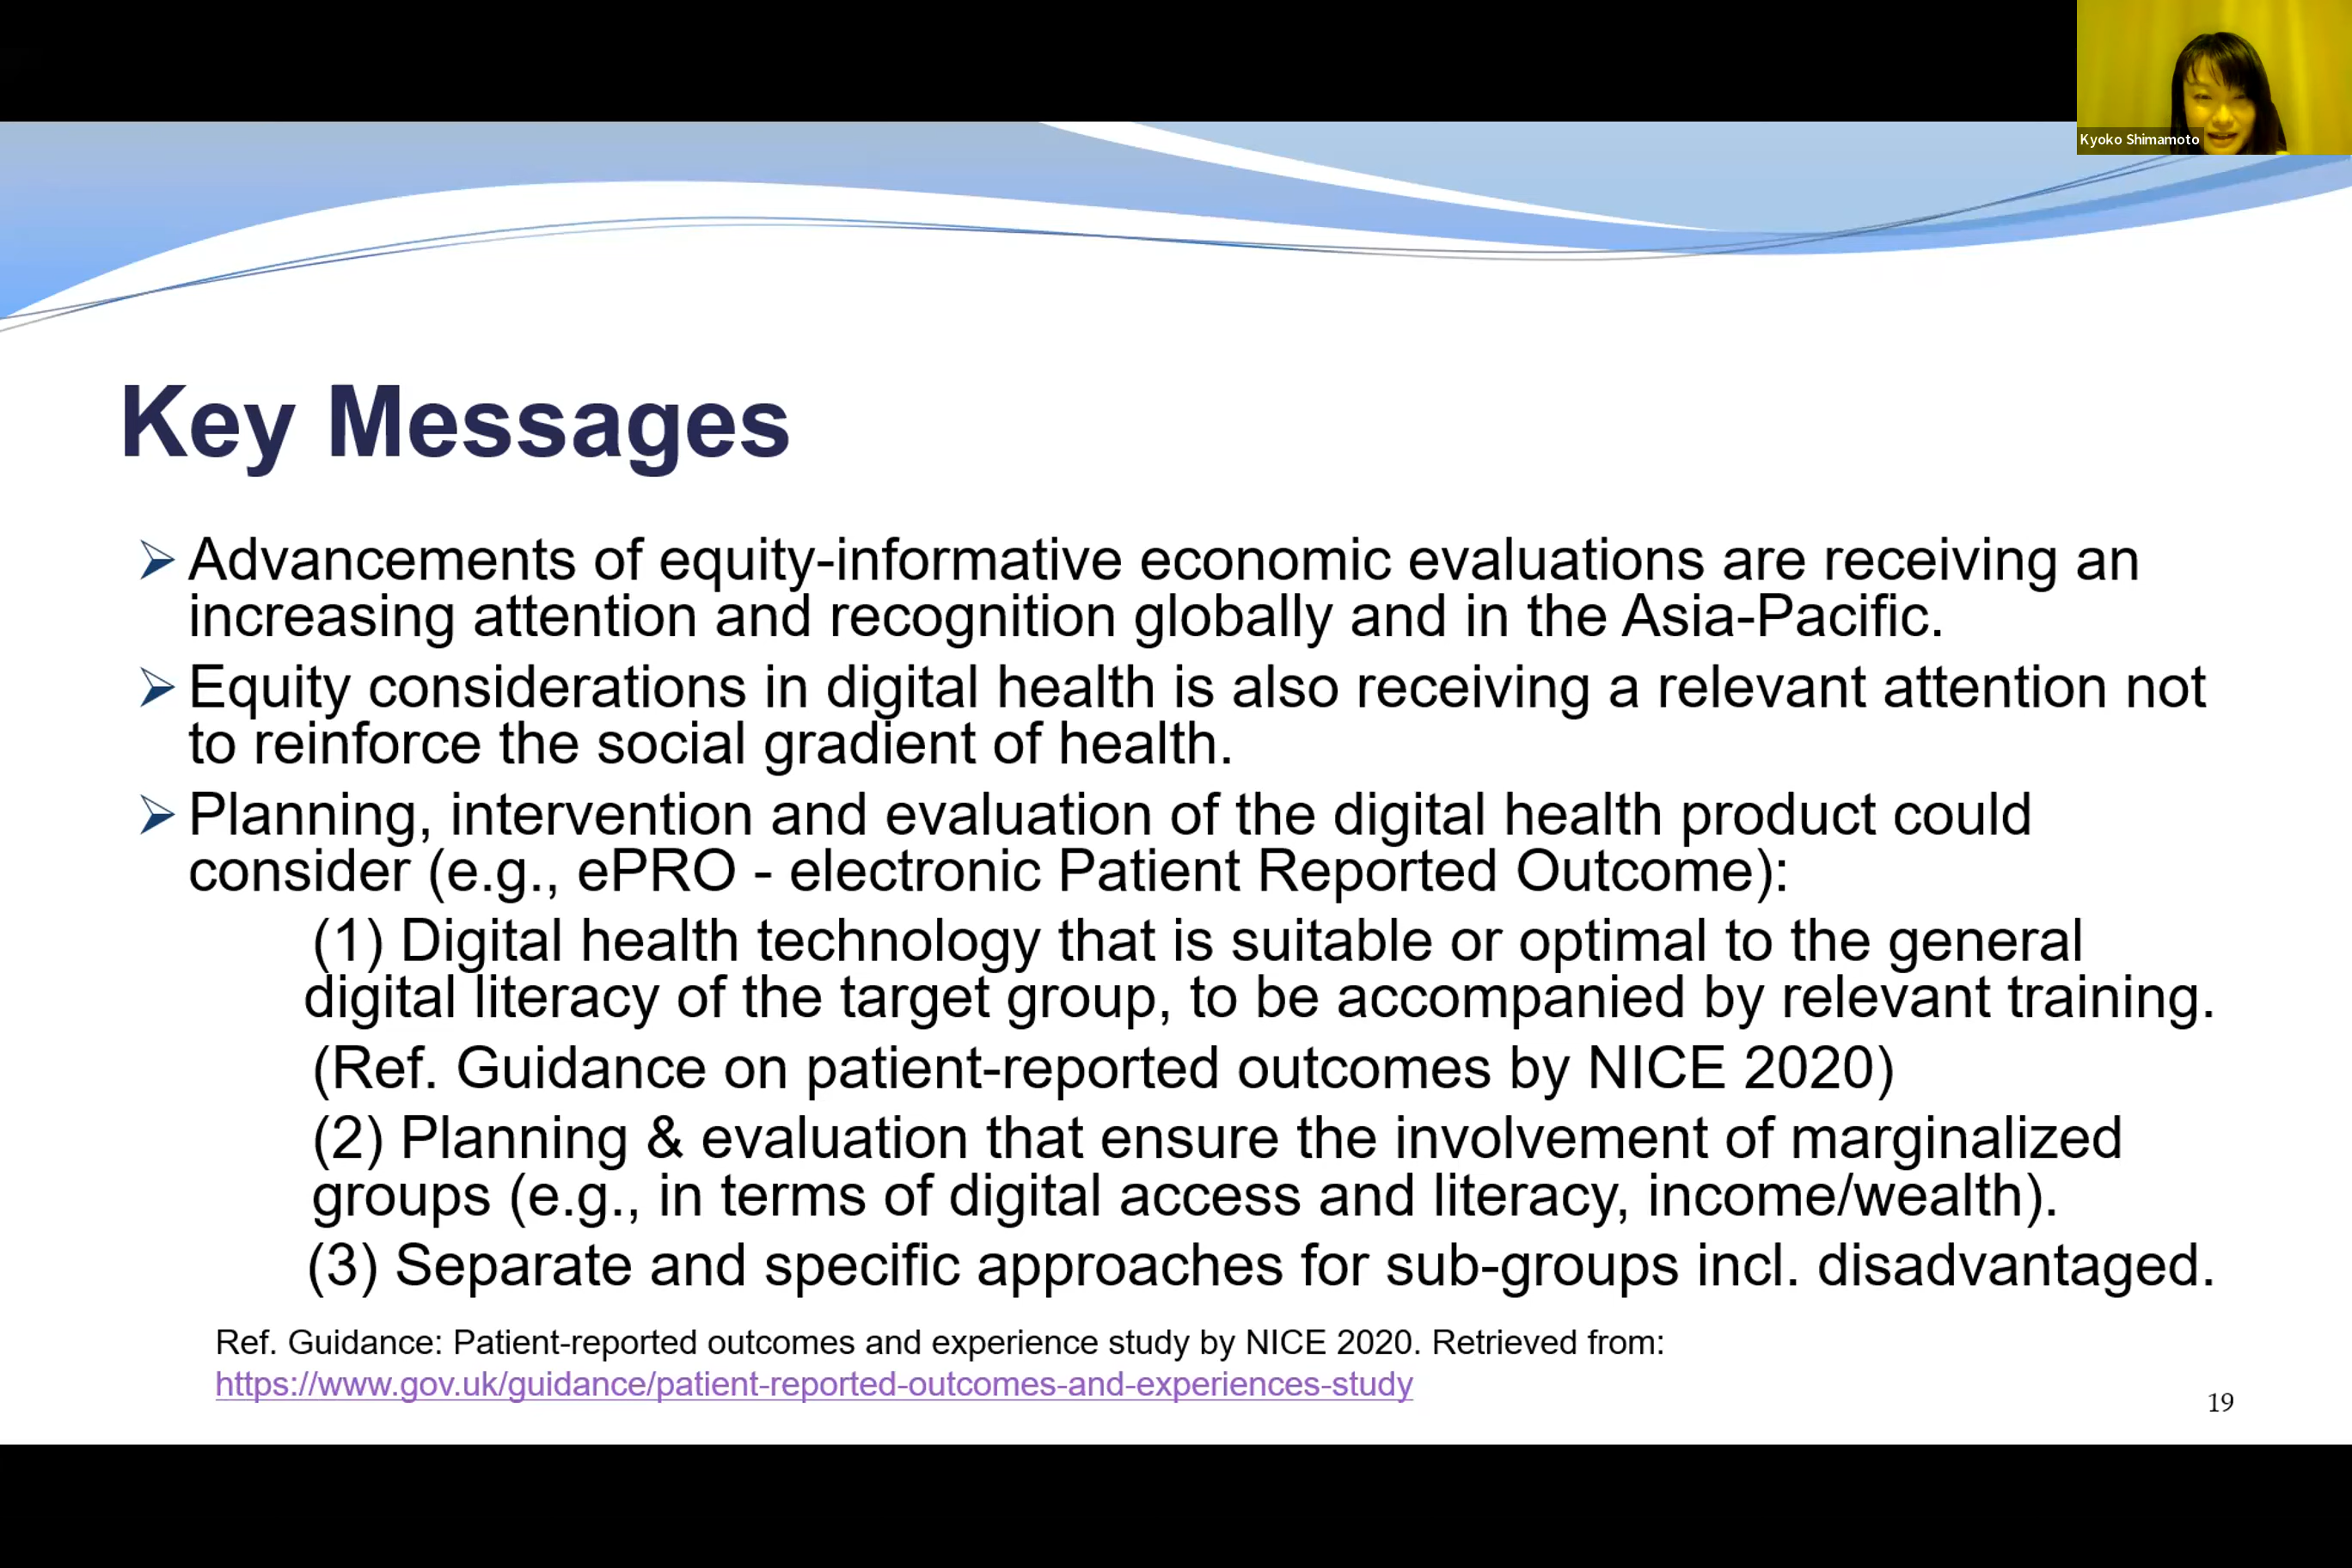 Kyoko Shimamoto
Key Messages
➢ Advancements of equity-informative economic evaluations are receiving an
increasing attention and recognition globally and in the Asia-Pacific.
➢ Equity considerations in digital health is also receiving a relevant attention not
to reinforce the social gradient of health.
➢ Planning, intervention and evaluation of the digital health product could
consider (e.g., ePRO - electronic Patient Reported Outcome):
(1) Digital health technology that is suitable or optimal to the general
digital literacy of the target group, to be accompanied by relevant training.
(Ref. Guidance on patient-reported outcomes by NICE 2020)
(2) Planning & evaluation that ensure the involvement of marginalized
groups (e.g., in terms of digital access and literacy, income/wealth).
(3) Separate and specific approaches for sub-groups incl. disadvantaged.
Ref. Guidance: Patient-reported outcomes and experience study by NICE 2020. Retrieved from:
https://www.gov.uk/guidance/patient-reported-outcomes-and-experiences-study
19